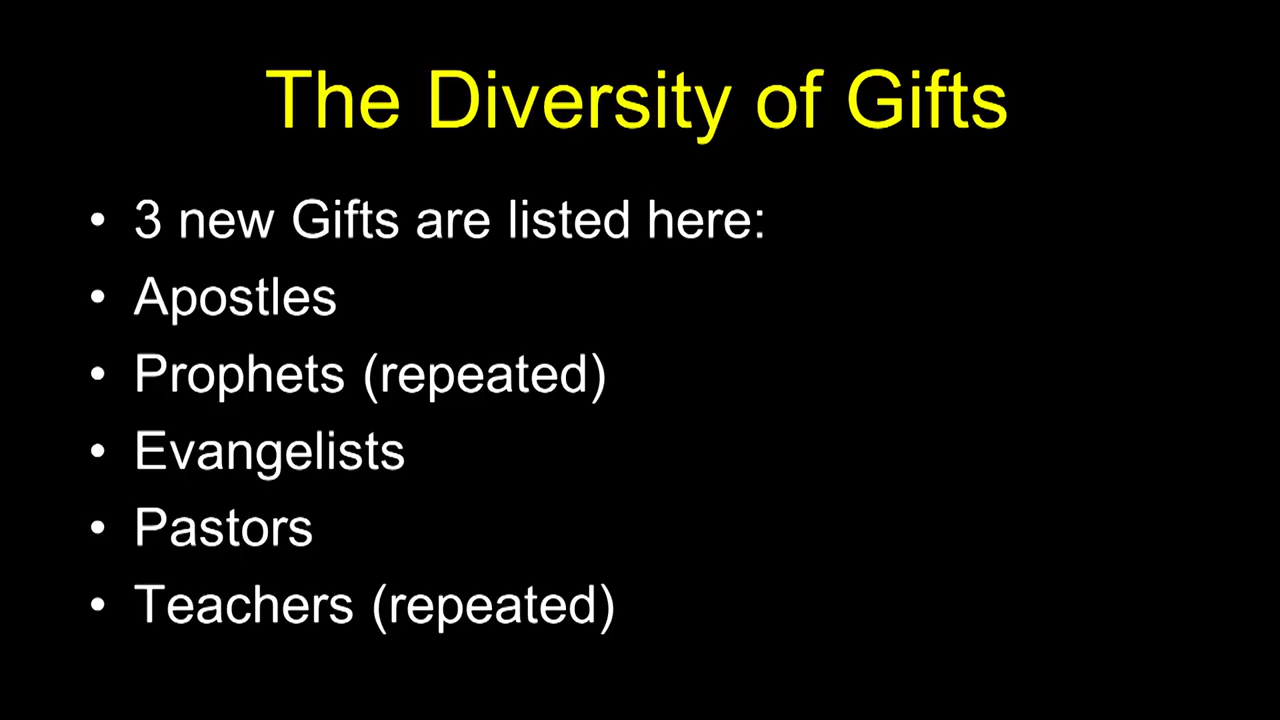 The Diversity of Gifts
• 3 new Gifts are listed here:
• Apostles
• Prophets (repeated)
• Evangelists
• Pastors
• Teachers (repeated)